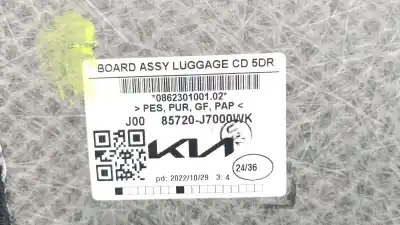 BOARD ASSY LUGGAGE CD 5DR
*0862301001.02*
> PES, PUR, GF, PAP <
J00 85720-J7000WK
KIA
24/36
pd: 2022/10/29 3: 4